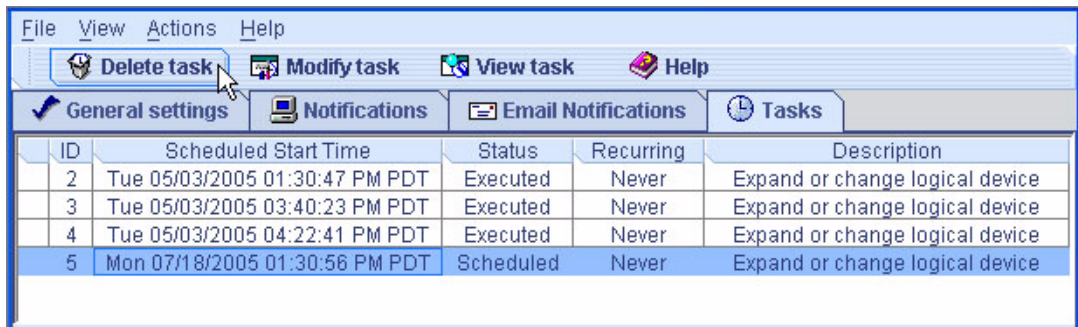 File View Actions Help
Delete task Modify task View task Help
General settings Notifications Email Notifications Tasks
ID Scheduled Start Time Status Recurring Description
2 Tue 05/03/2005 01:30:47 PM PDT Executed Never Expand or change logical device
3 Tue 05/03/2005 03:40:23 PM PDT Executed Never Expand or change logical device
4 Tue 05/03/2005 04:22:41 PM PDT Executed Never Expand or change logical device
5 Mon 07/18/2005 01:30:56 PM PDT Scheduled Never Expand or change logical device